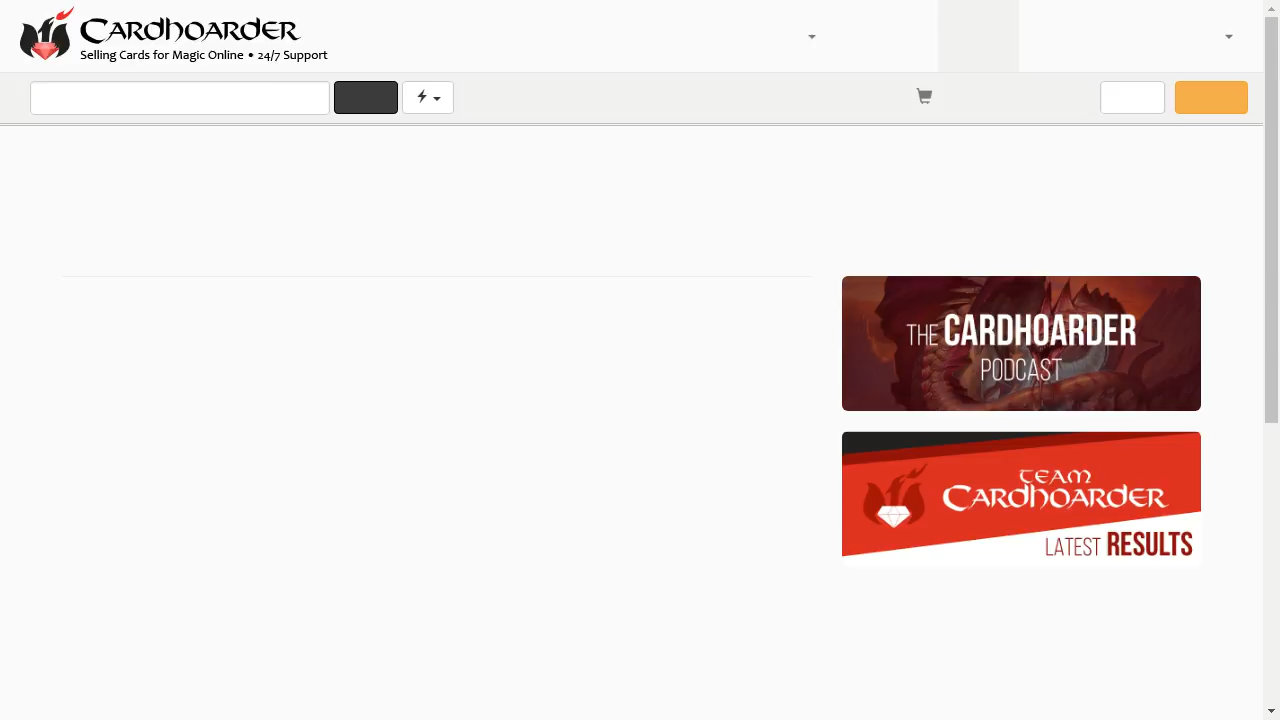 Cardhoarder
Selling Cards for Magic Online • 24/7 Support
THE CARDHOARDER
PODCAST
TEAM
CARDHOARDER
LATEST RESULTS